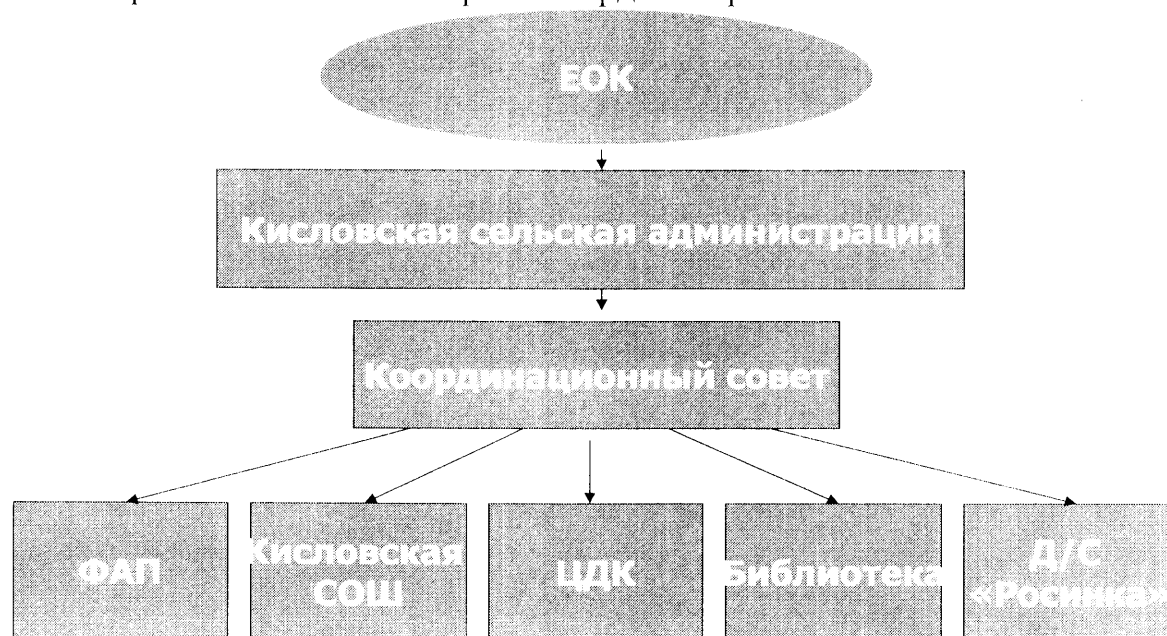 ЕОК
Кисловская сельская администрация
Координационный совет
ФАП
Кисловская
СОШ
ЦДК
Библиотека
Д/С
«Росинка»